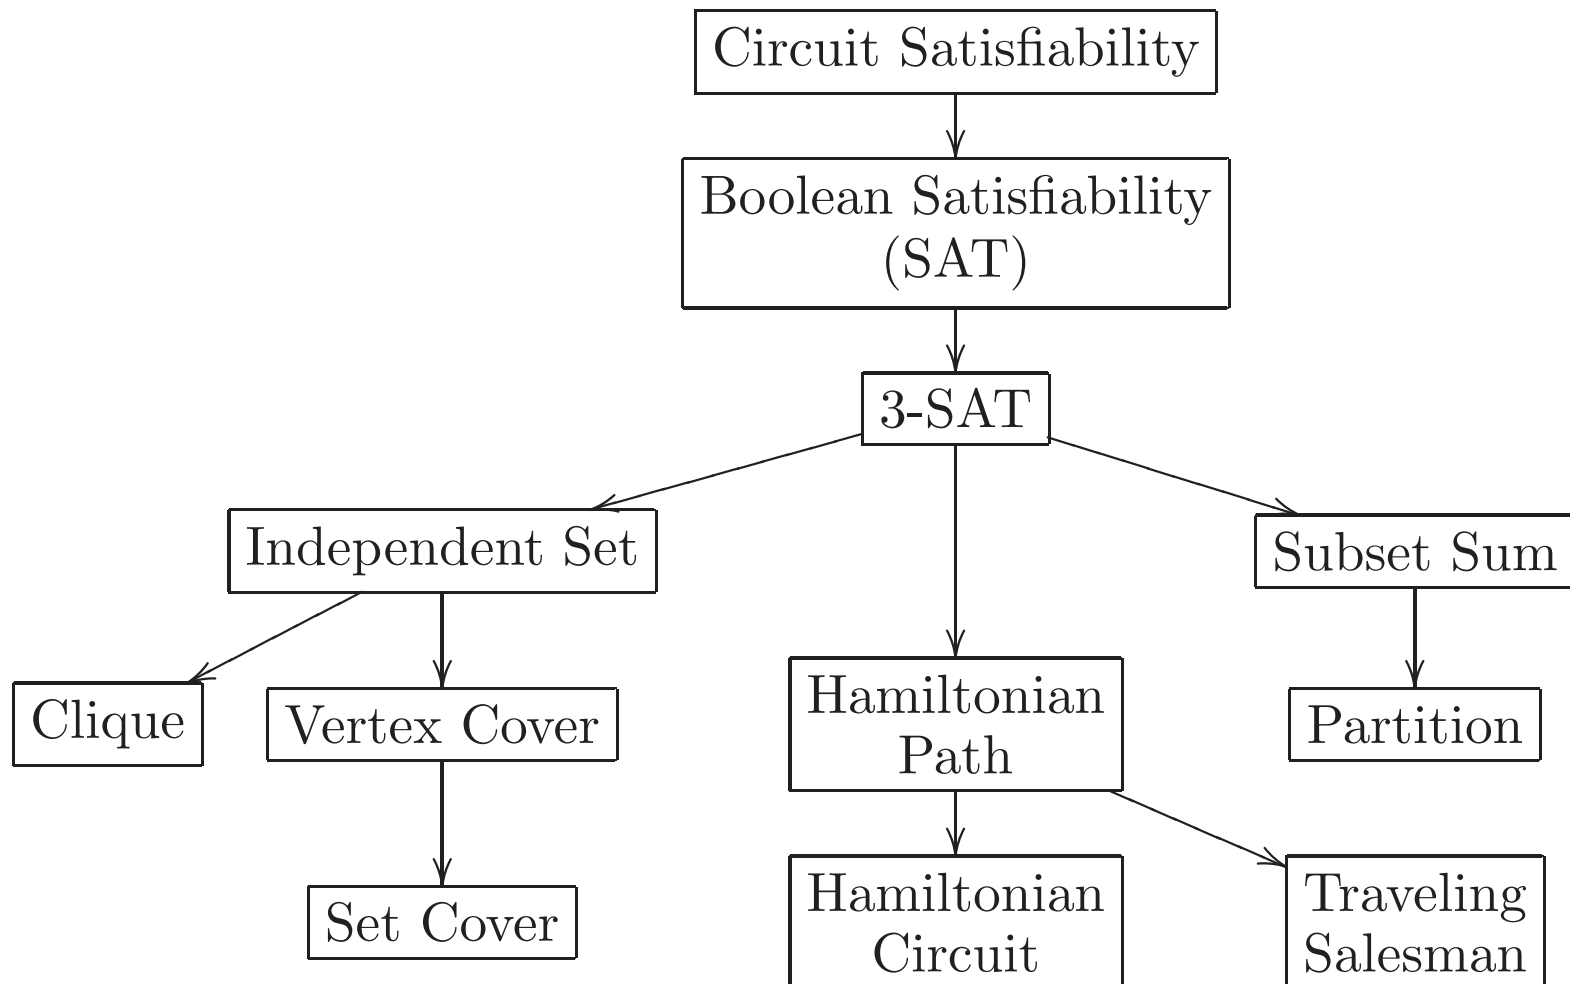 Circuit Satisfiability
Boolean Satisfiability
(SAT)
3-SAT
Independent Set
Subset Sum
Clique
Vertex Cover
Hamiltonian
Path
Partition
Set Cover
Hamiltonian
Circuit
Traveling
Salesman